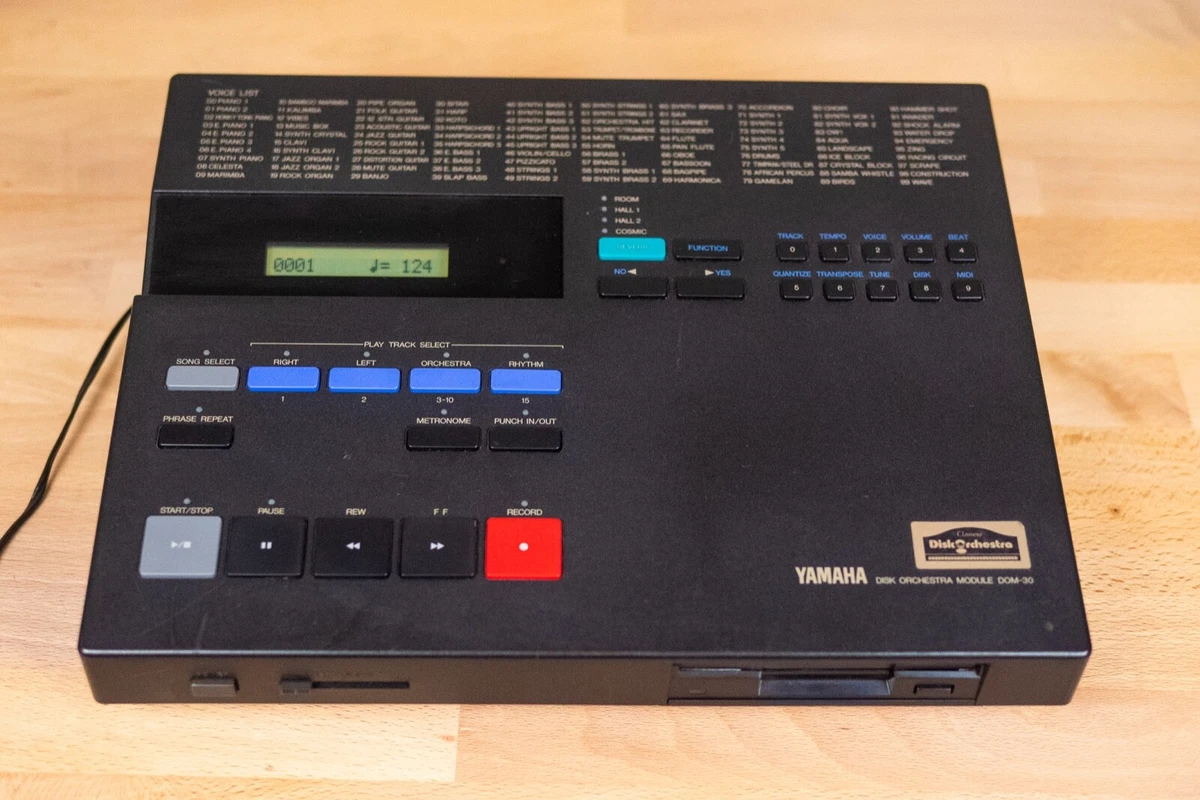 VOICE LIST
00 PIANO 1 10 BAMBOO MARIMBA 20 PIPE ORGAN 30 SITAR 40 SYNTH BASS 1 50 SYNTH STRINGS 1 60 SYNTH BRASS 3 70 ACCORDION 80 CHOIR 90 HAMMER SHOT
01 PIANO 2 11 KALIMBA 21 FOLK GUITAR 31 HARP 41 SYNTH BASS 2 51 SYNTH STRINGS 2 61 SAX 71 SYNTH 1 81 SYNTH VOX 1 91 INVADER
02 HONKY TONK PIANO 12 VIBES 22 12 STR GUITAR 32 KOTO 42 SYNTH BASS 3 52 ORCHESTRA HIT 62 CLARINET 72 SYNTH 2 82 SYNTH VOX 2 92 SHOCK ALARM
03 E. PIANO 1 13 MUSIC BOX 23 ACOUSTIC GUITAR 33 HARPSICHORD 1 43 UPRIGHT BASS 1 53 TRUMPET/TROMBONE 63 RECORDER 73 SYNTH 3 83 OW! 93 WATER DROP
04 E. PIANO 2 14 SYNTH CRYSTAL 24 JAZZ GUITAR 34 HARPSICHORD 2 44 UPRIGHT BASS 2 54 MUTE TRUMPET 64 FLUTE 74 SYNTH 4 84 AQUA 94 EMERGENCY
05 E. PIANO 3 15 CLAVI 25 ROCK GUITAR 1 35 HARPSICHORD 3 45 UPRIGHT BASS 3 55 HORN 65 PAN FLUTE 75 SYNTH 5 85 LANDSCAPE 95 ZING
06 E. PIANO 4 16 SYNTH CLAVI 26 ROCK GUITAR 2 36 E. BASS 1 46 VIOLIN/CELLO 56 BRASS 1 66 OBOE 76 DRUMS 86 ICE BLOCK 96 RACING CIRCUIT
07 SYNTH PIANO 17 JAZZ ORGAN 1 27 DISTORTION GUITAR 37 E. BASS 2 47 PIZZICATO 57 BRASS 2 67 BASSOON 77 TIMPANI/STEEL DR 87 CRYSTAL BLOCK 97 SCRAPE
08 CELESTA 18 JAZZ ORGAN 2 28 MUTE GUITAR 38 E. BASS 3 48 STRINGS 1 58 SYNTH BRASS 1 68 BAGPIPE 78 AFRICAN PERCUS 88 SAMBA WHISTLE 98 CONSTRUCTION
09 MARIMBA 19 ROCK ORGAN 29 BANJO 39 SLAP BASS 49 STRINGS 2 59 SYNTH BRASS 2 69 HARMONICA 79 GAMELAN 89 BIRDS 99 WAVE
ROOM
HALL 1
HALL 2
COSMIC
FUNCTION
NO YES
TRACK TEMPO VOICE VOLUME BEAT
0 1 2 3 4
QUANTIZE TRANSPOSE TUNE DISK MIDI
5 6 7 8 9
0001 ♩= 124
PLAY TRACK SELECT
SONG SELECT RIGHT LEFT ORCHESTRA RHYTHM
1 2 3-10 15
PHRASE REPEAT METRONOME PUNCH IN/OUT
START/STOP PAUSE REW FF RECORD
Clavinova
DiskOrchestra
YAMAHA DISK ORCHESTRA MODULE DOM-30